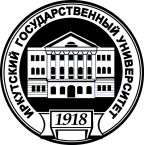 ИРКУТСКИЙ ГОСУДАРСТВЕННЫЙ УНИВЕРСИТЕТ
1918